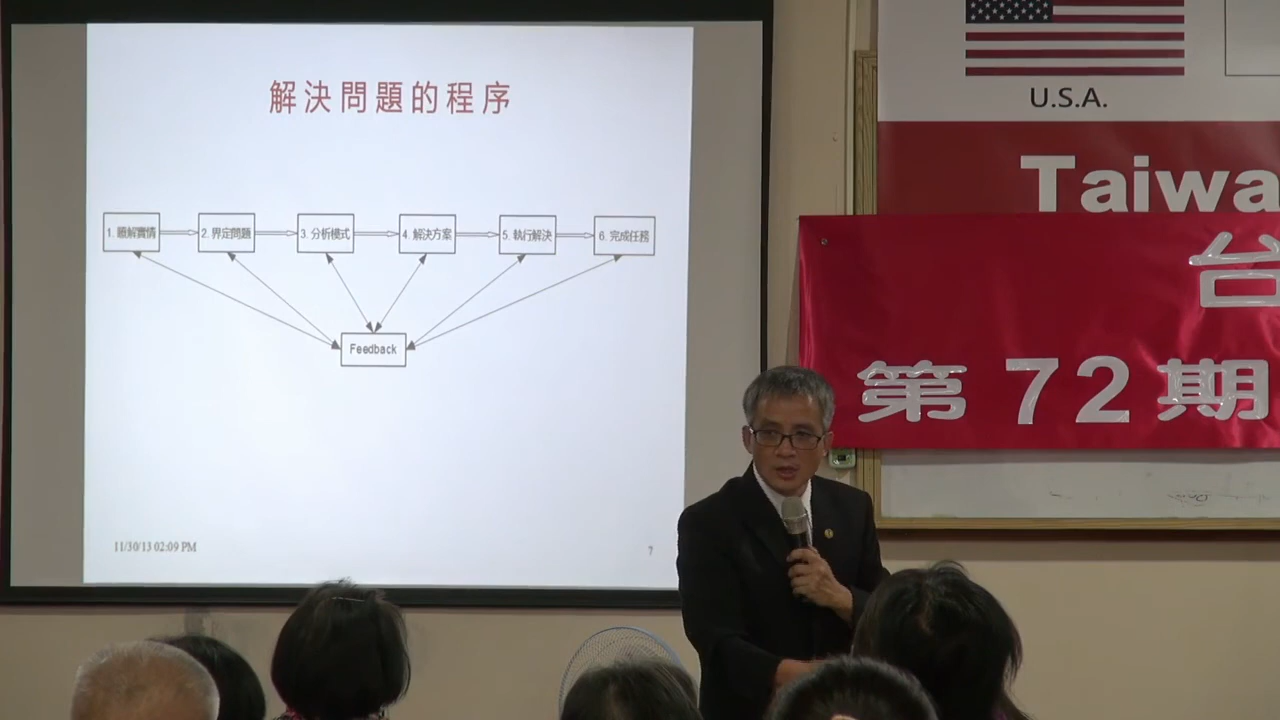 解決問題的程序
1. 瞭解實情
2. 界定問題
3. 分析模式
4. 解決方案
5. 執行解決
6. 完成任務
Feedback
11/30/13 02:09 PM
7
U.S.A.
Taiwa
台
第72期